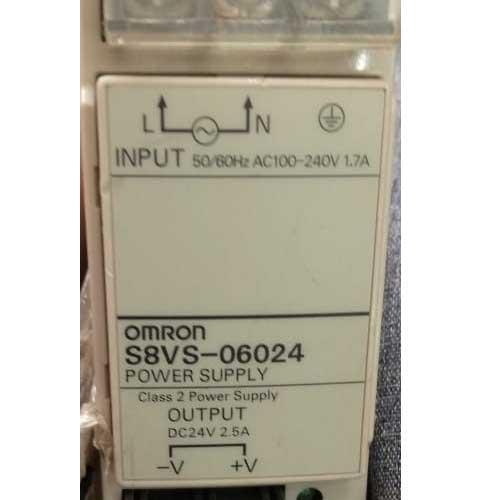 L N
INPUT 50/60Hz AC100-240V 1.7A
OMRON
S8VS-06024
POWER SUPPLY
Class 2 Power Supply
OUTPUT
DC24V 2.5A
-V +V